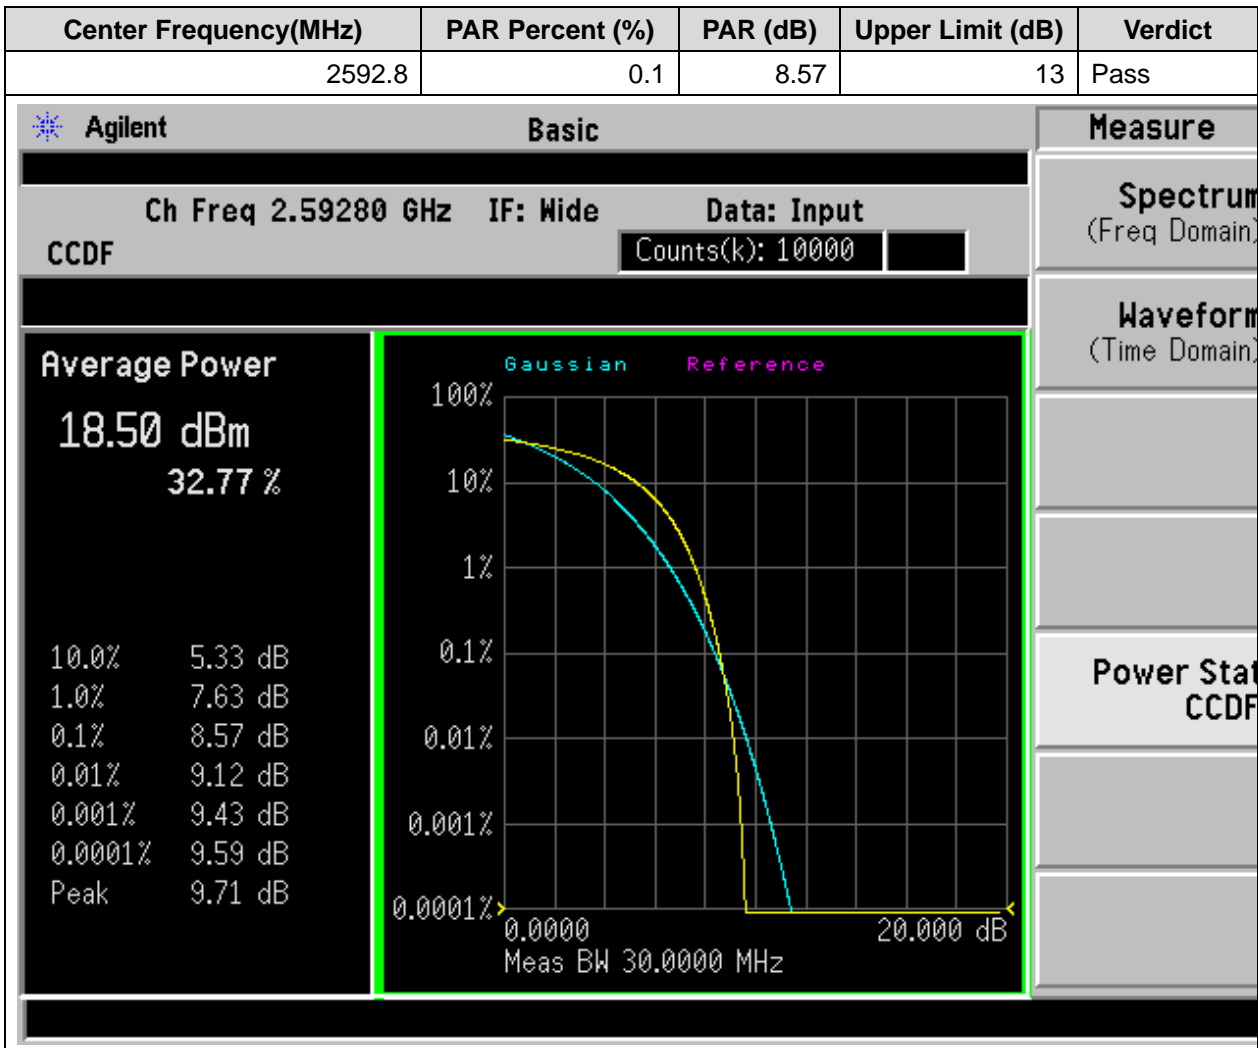 Center Frequency(MHz) PAR Percent (%) PAR (dB) Upper Limit (dB) Verdict
2592.8 0.1 8.57 13 Pass
Agilent Basic Measure
Ch Freq 2.59280 GHz IF: Wide Data: Input
CCDF Counts(k): 10000
Spectrum
(Freq Domain)
Waveform
(Time Domain)
Power Stat
CCDF
Average Power
18.50 dBm
32.77 %
10.0% 5.33 dB
1.0% 7.63 dB
0.1% 8.57 dB
0.01% 9.12 dB
0.001% 9.43 dB
0.0001% 9.59 dB
Peak 9.71 dB
Gaussian Reference
100%
10%
1%
0.1%
0.01%
0.001%
0.0001%
0.0000 20.000 dB
Meas BW 30.0000 MHz